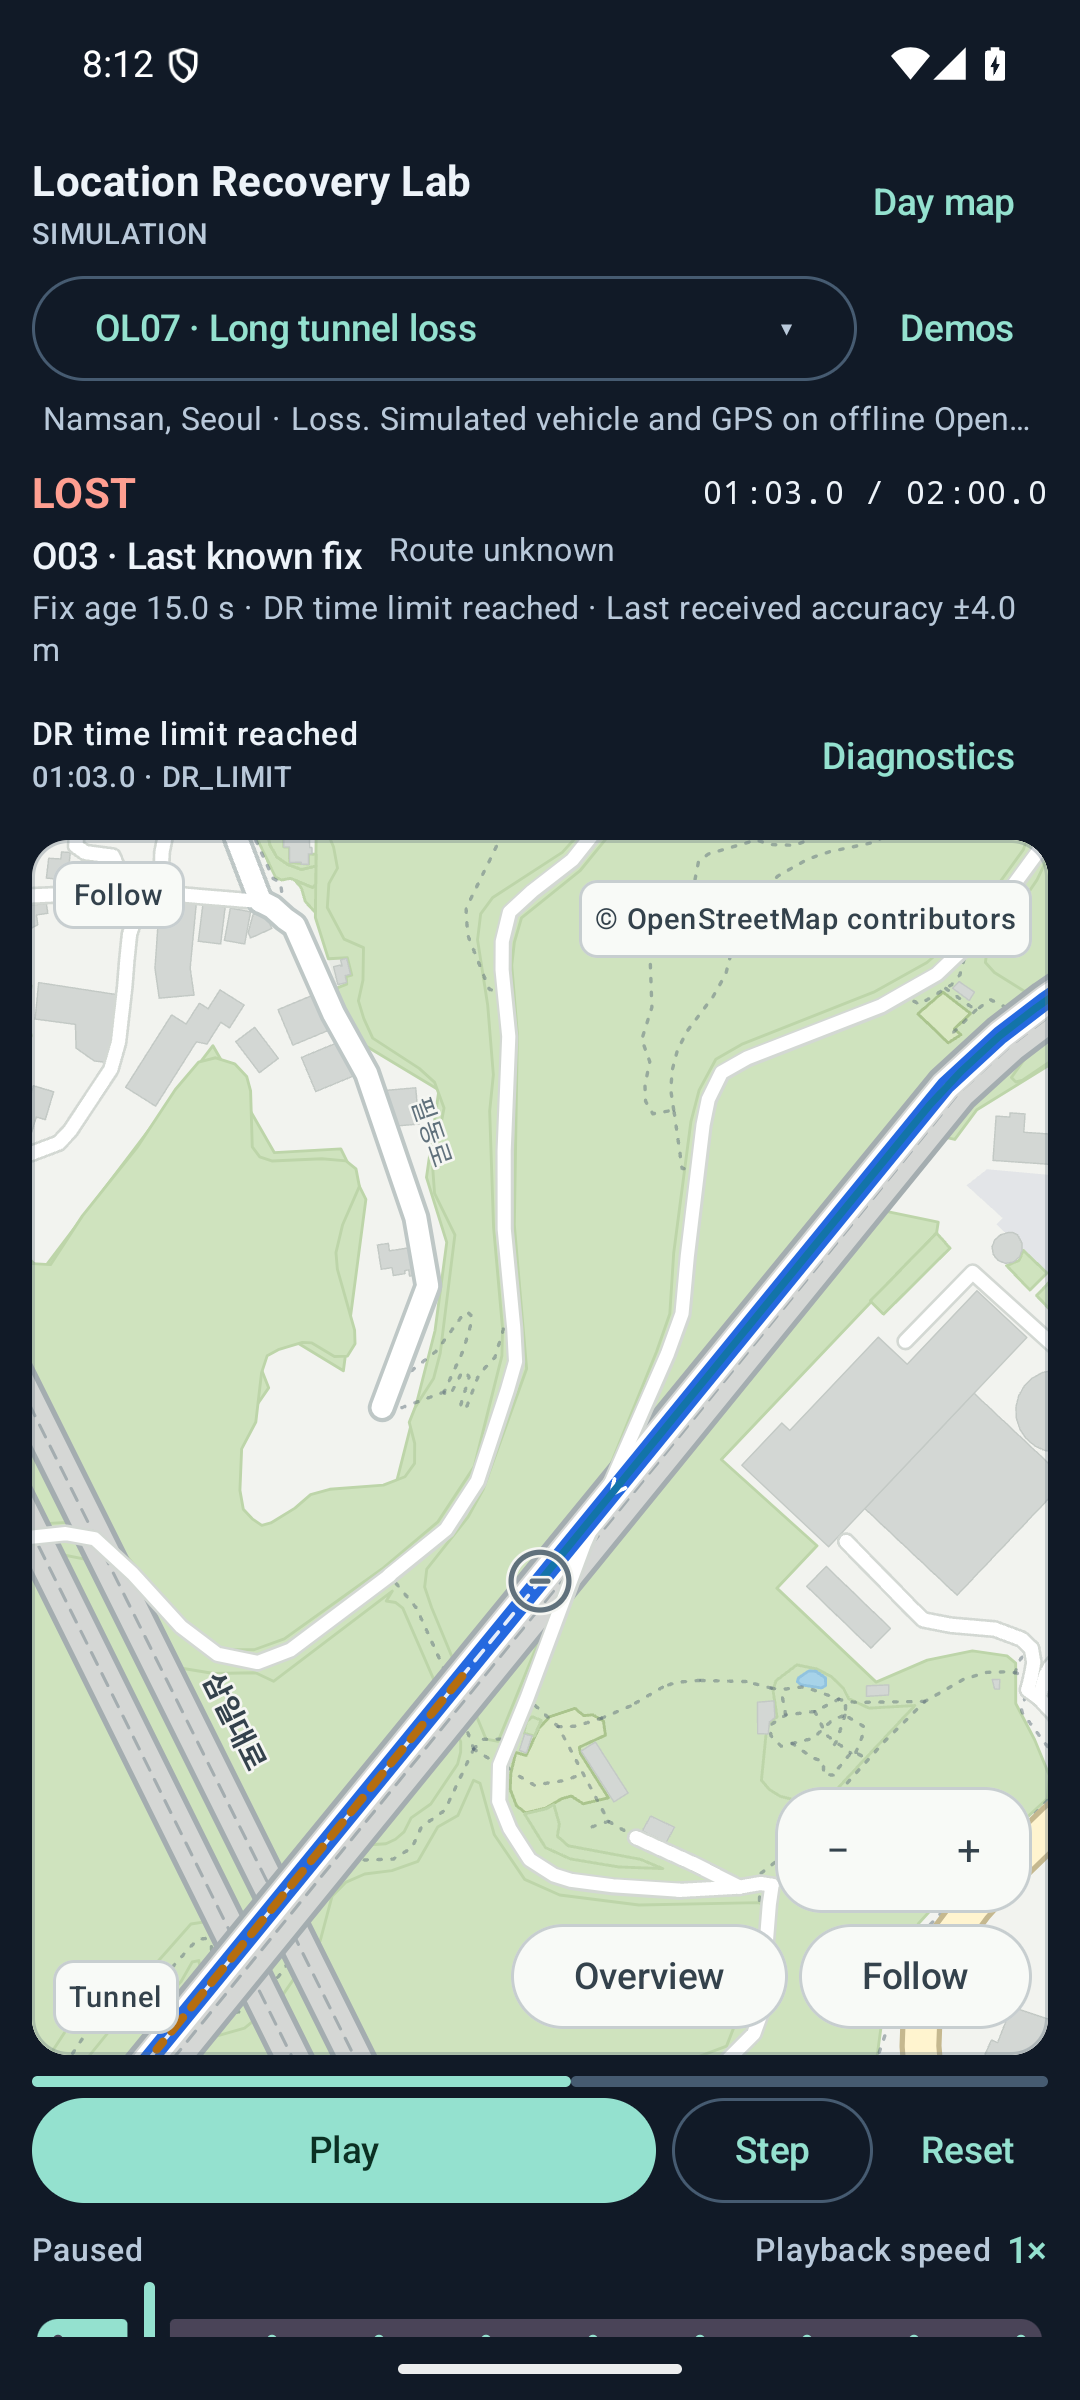 8:12
Location Recovery Lab
SIMULATION
Day map
OL07 · Long tunnel loss ▾
Demos
Namsan, Seoul · Loss. Simulated vehicle and GPS on offline Open…
LOST
01:03.0 / 02:00.0
O03 · Last known fix Route unknown
Fix age 15.0 s · DR time limit reached · Last received accuracy ±4.0
m
DR time limit reached
01:03.0 · DR_LIMIT
Diagnostics
Follow
© OpenStreetMap contributors
필동로
삼일대로
− +
Overview
Follow
Tunnel
Play
Step
Reset
Paused
Playback speed 1×